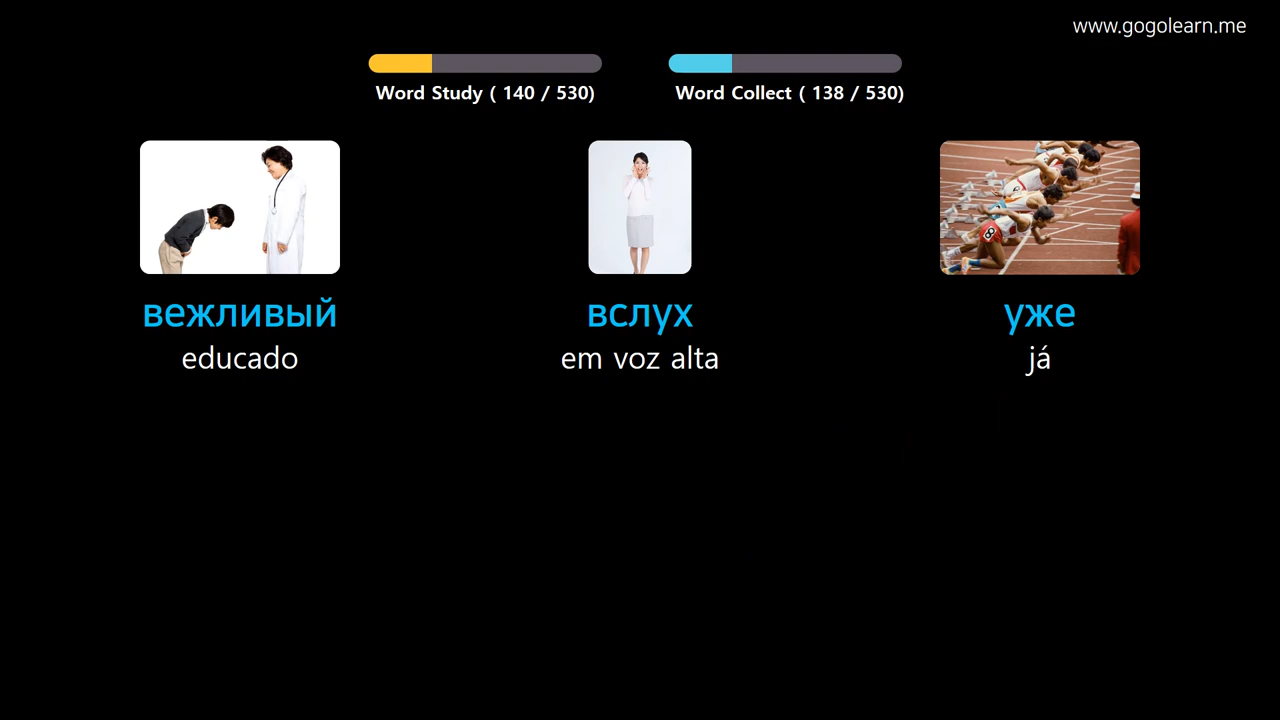 www.gogolearn.me
Word Study ( 140 / 530)
Word Collect ( 138 / 530)
вежливый
educado
вслух
em voz alta
уже
já